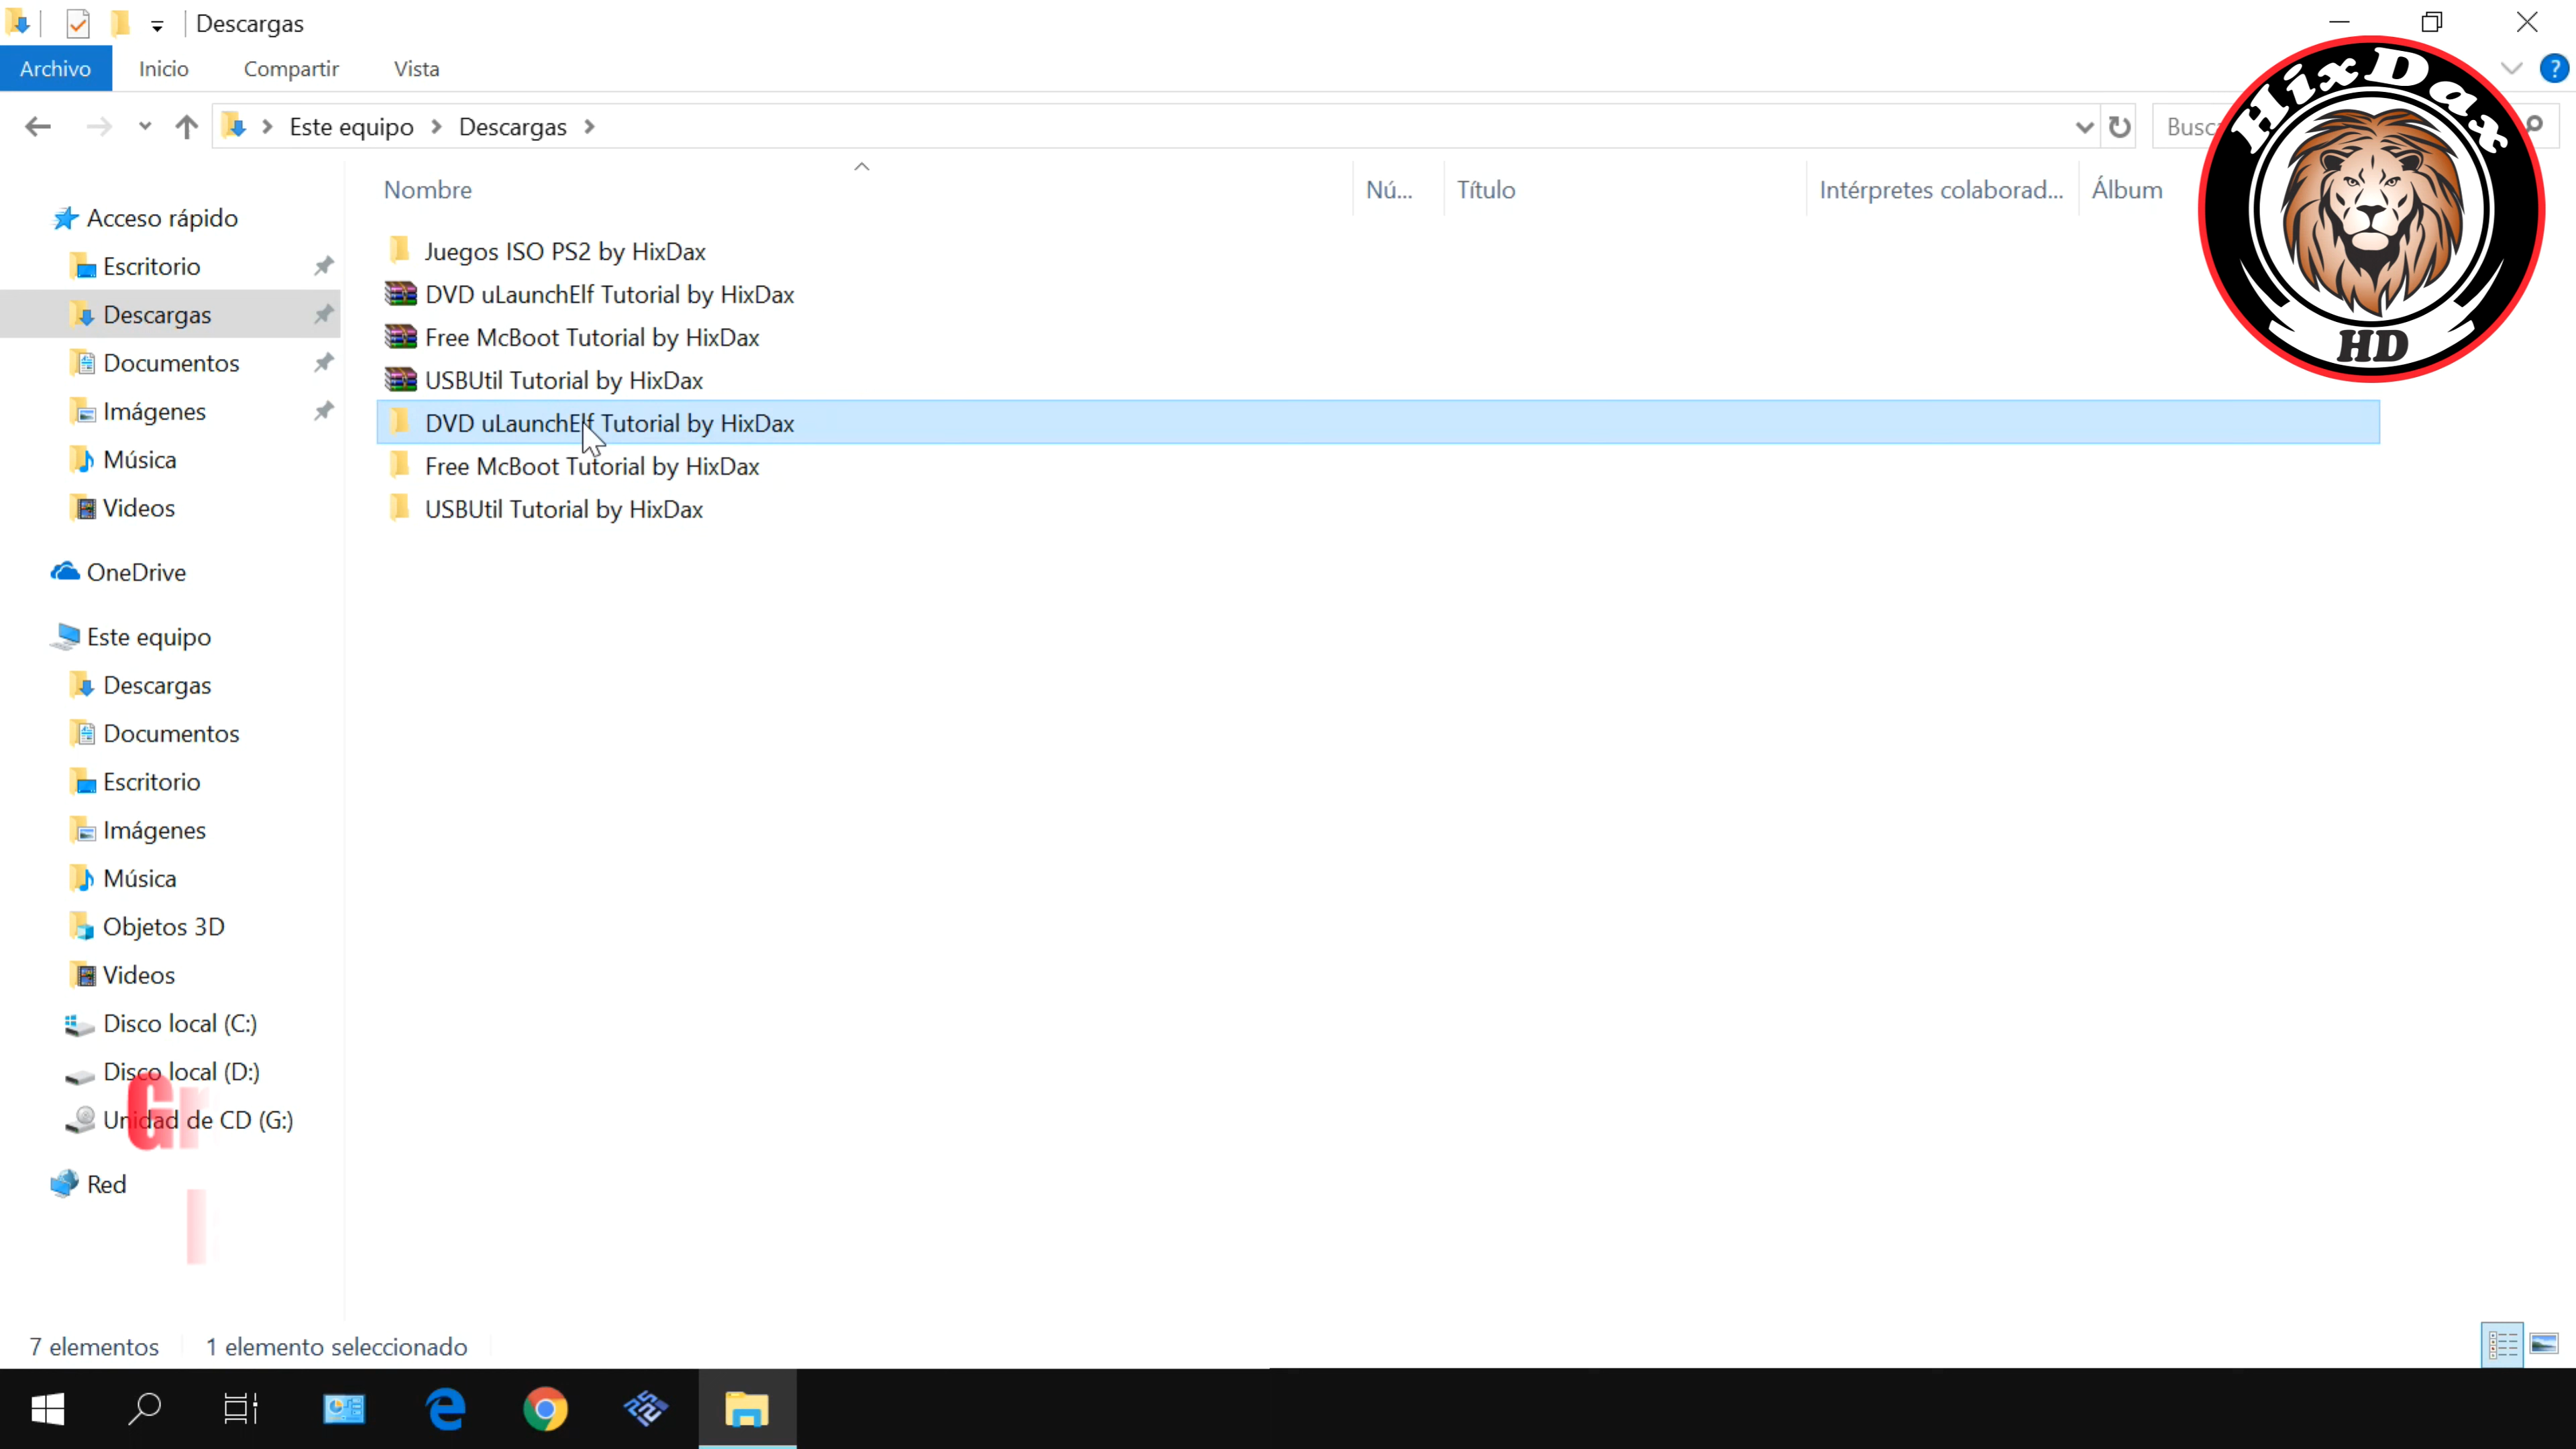 Descargas
Archivo Inicio Compartir Vista
Este equipo Descargas
Busca
Nombre Nú... Título Intérpretes colaborad... Álbum
Juegos ISO PS2 by HixDax
DVD uLaunchElf Tutorial by HixDax
Free McBoot Tutorial by HixDax
USBUtil Tutorial by HixDax
DVD uLaunchElf Tutorial by HixDax
Free McBoot Tutorial by HixDax
USBUtil Tutorial by HixDax
Acceso rápido
Escritorio
Descargas
Documentos
Imágenes
Música
Videos
OneDrive
Este equipo
Descargas
Documentos
Escritorio
Imágenes
Música
Objetos 3D
Videos
Disco local (C:)
Disco local (D:)
Unidad de CD (G:)
Red
Gr
7 elementos 1 elemento seleccionado
HixDax
HD